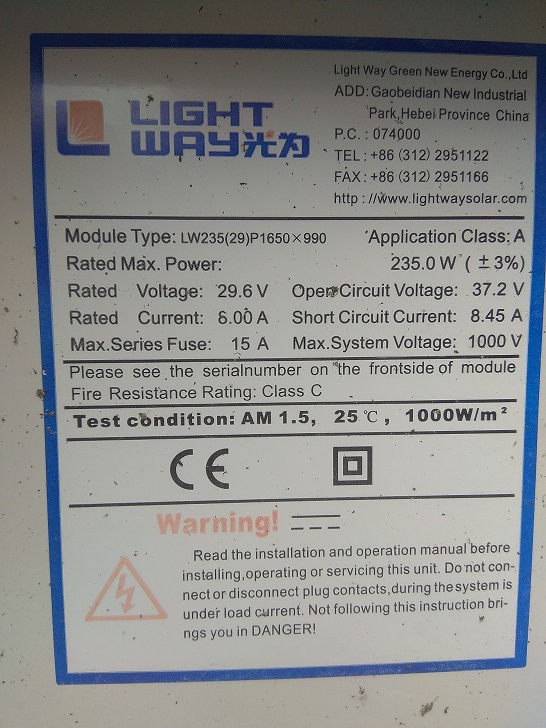 Light Way Green New Energy Co.,Ltd
ADD: Gaobeidian New Industrial
Park,Hebei Province China
P.C. : 074000
TEL : +86 (312) 2951122
FAX : +86 (312) 2951166
http : //www.lightwaysolar.com
LIGHT
WAY光为
Module Type: LW235(29)P1650×990 Application Class: A
Rated Max. Power: 235.0 W ( ±3%)
Rated Voltage: 29.6 V Open Circuit Voltage: 37.2 V
Rated Current: 8.00 A Short Circuit Current: 8.45 A
Max.Series Fuse: 15 A Max.System Voltage: 1000 V
Please see the serialnumber on the frontside of module
Fire Resistance Rating: Class C
Test condition: AM 1.5, 25 ℃, 1000W/m²
CE
Warning!
Read the installation and operation manual before
installing,operating or servicing this unit. Do not con-
nect or disconnect plug contacts,during the system is
under load current. Not following this instruction bri-
ngs you in DANGER!